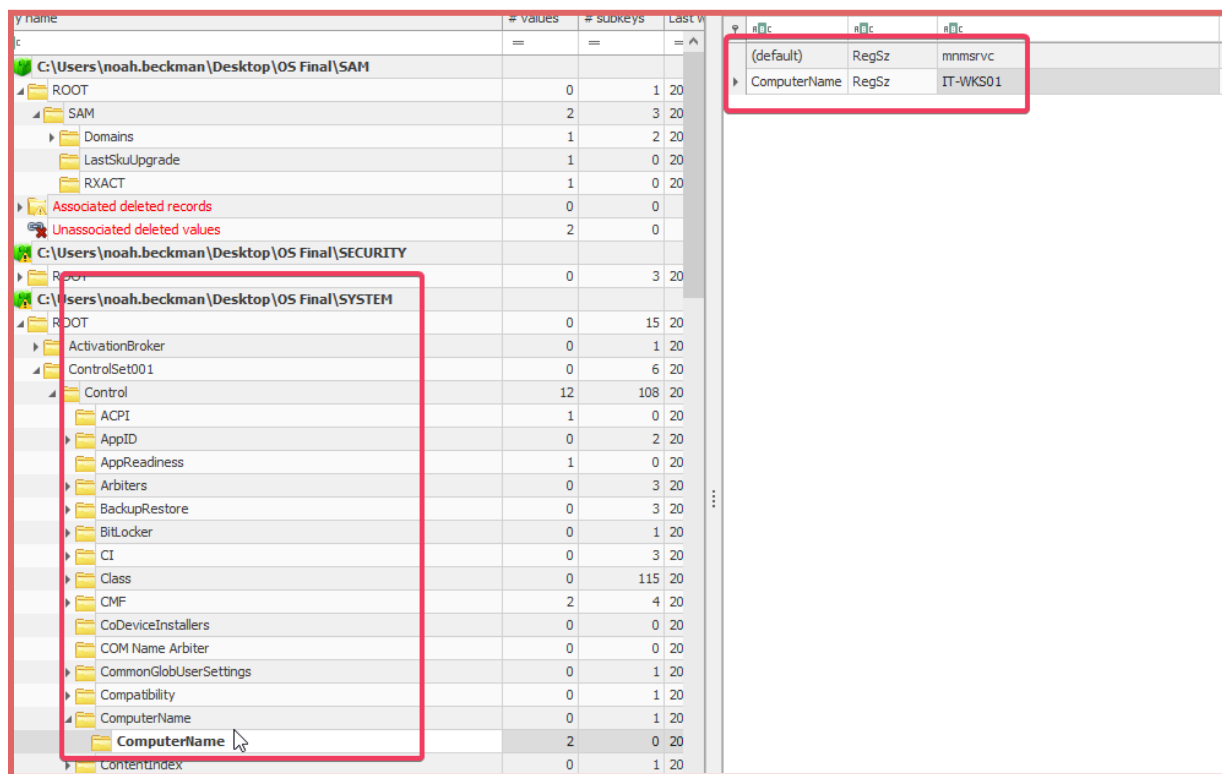 y name # values # subkeys Last w
= = =
C:\Users\noah.beckman\Desktop\OS Final\SAM
ROOT 0 1 20
SAM 2 3 20
Domains 1 2 20
LastSkuUpgrade 1 0 20
RXACT 1 0 20
Associated deleted records 0 0
Unassociated deleted values 2 0
C:\Users\noah.beckman\Desktop\OS Final\SECURITY
ROOT 0 3 20
C:\Users\noah.beckman\Desktop\OS Final\SYSTEM
ROOT 0 15 20
ActivationBroker 0 1 20
ControlSet001 0 6 20
Control 12 108 20
ACPI 1 0 20
AppID 0 2 20
AppReadiness 1 0 20
Arbiters 0 3 20
BackupRestore 0 3 20
BitLocker 0 1 20
CI 0 3 20
Class 0 115 20
CMF 2 4 20
CoDeviceInstallers 0 0 20
COM Name Arbiter 0 0 20
CommonGlobUserSettings 0 1 20
Compatibility 0 1 20
ComputerName 0 1 20
ComputerName 2 0 20
ContentIndex 0 1 20
(default) RegSz mnmsrvc
ComputerName RegSz IT-WKS01